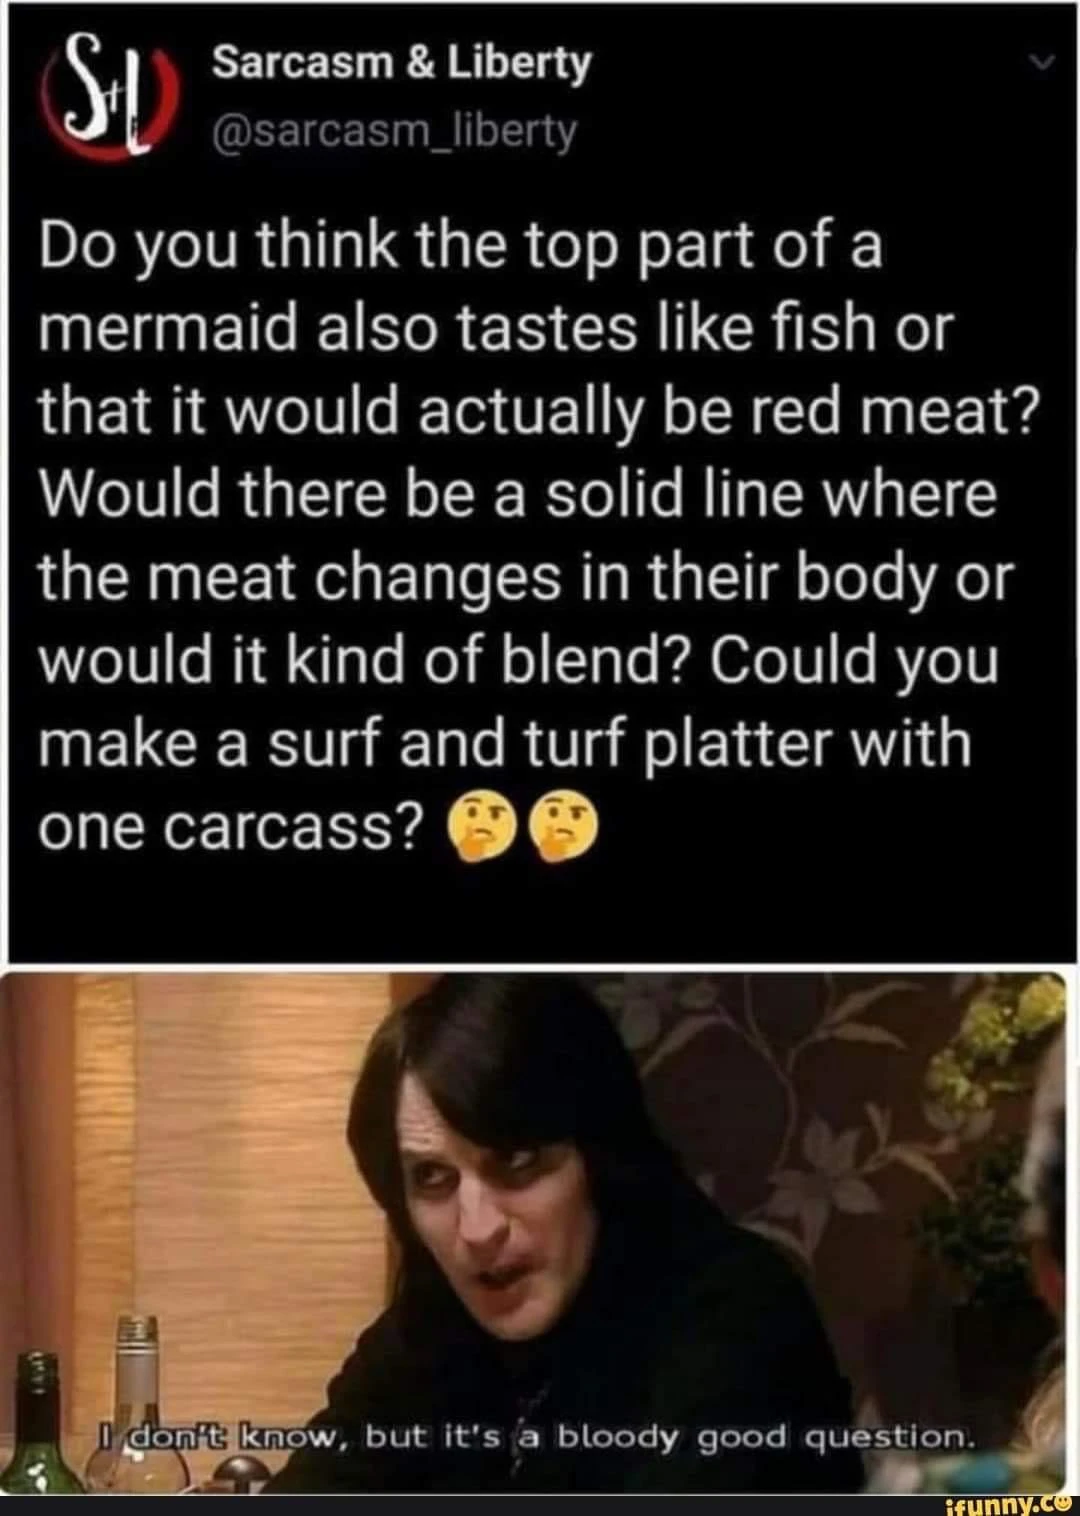 S+L
Sarcasm & Liberty
@sarcasm_liberty
Do you think the top part of a
mermaid also tastes like fish or
that it would actually be red meat?
Would there be a solid line where
the meat changes in their body or
would it kind of blend? Could you
make a surf and turf platter with
one carcass? 🤔🤔
I don't know, but it's a bloody good question.
ifunny.co